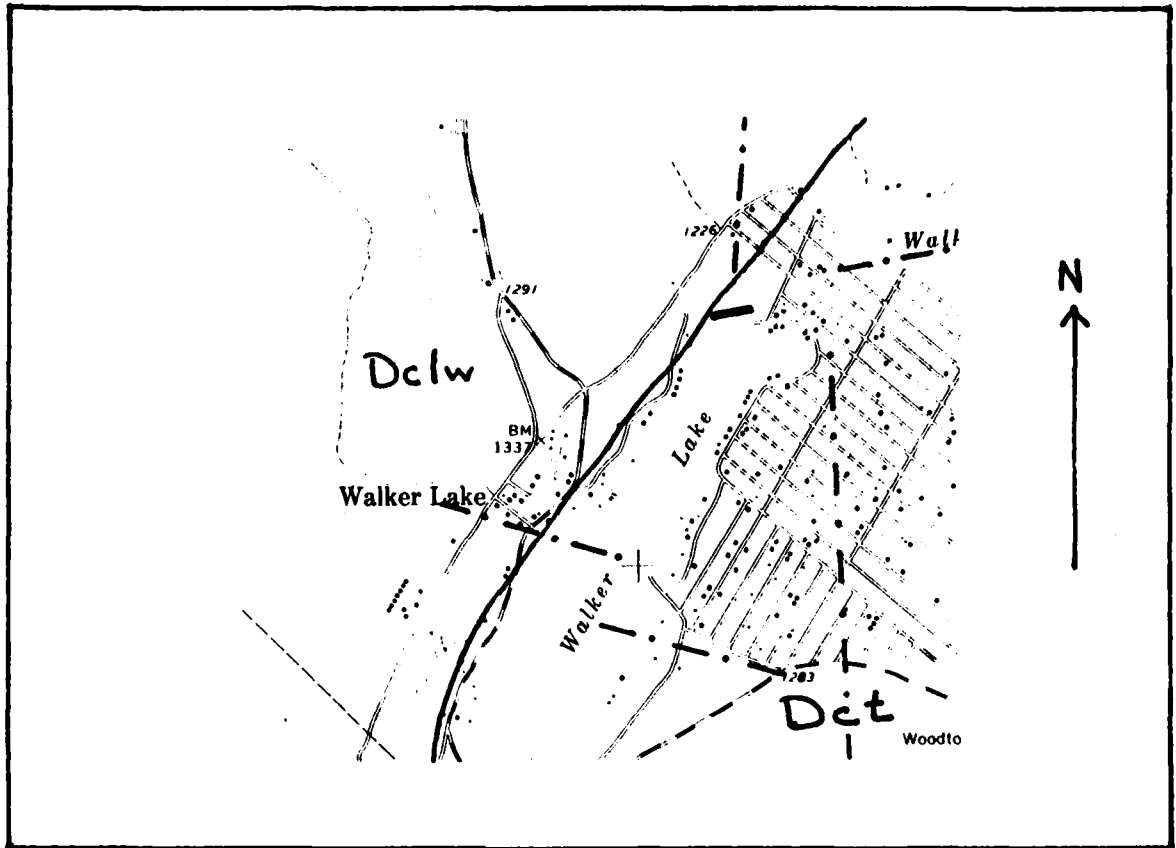 1226
Wall
N
1291
Dclw
BM
1337
Lake
Walker Lake
Walker
1283
Dct
Woodto